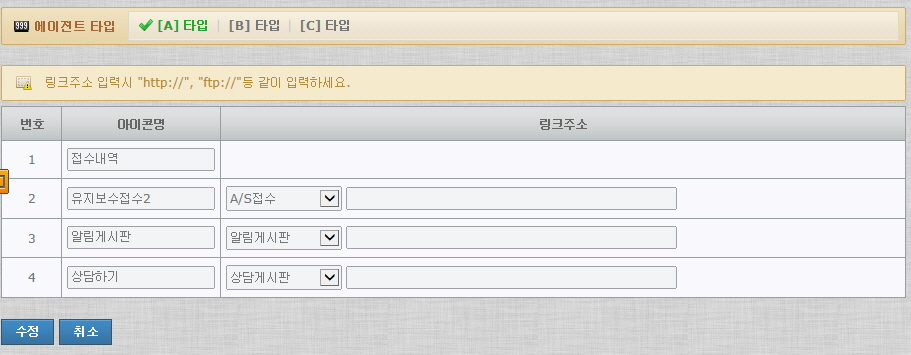 999 에이전트 타입 [A] 타입 | [B] 타입 | [C] 타입
링크주소 입력시 "http://", "ftp://"등 같이 입력하세요.
번호 아이콘명 링크주소
1 접수내역
2 유지보수접수2 A/S접수
3 알림게시판 알림게시판
4 상담하기 상담게시판
수정 취소